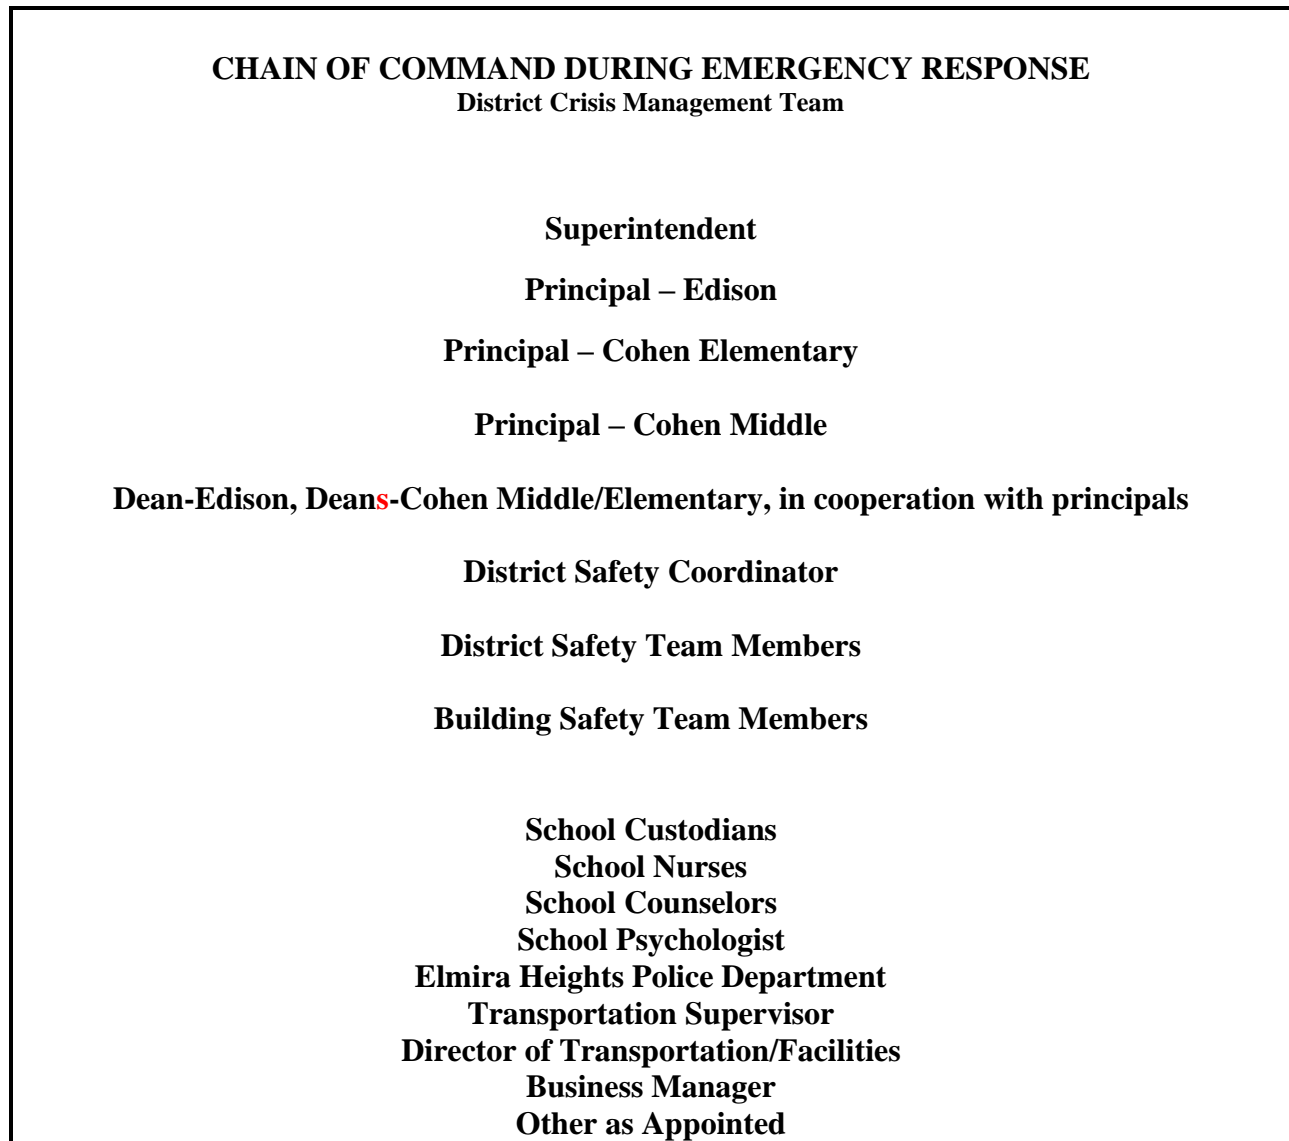 CHAIN OF COMMAND DURING EMERGENCY RESPONSE
District Crisis Management Team
Superintendent
Principal – Edison
Principal – Cohen Elementary
Principal – Cohen Middle
Dean-Edison, Deans-Cohen Middle/Elementary, in cooperation with principals
District Safety Coordinator
District Safety Team Members
Building Safety Team Members
School Custodians
School Nurses
School Counselors
School Psychologist
Elmira Heights Police Department
Transportation Supervisor
Director of Transportation/Facilities
Business Manager
Other as Appointed